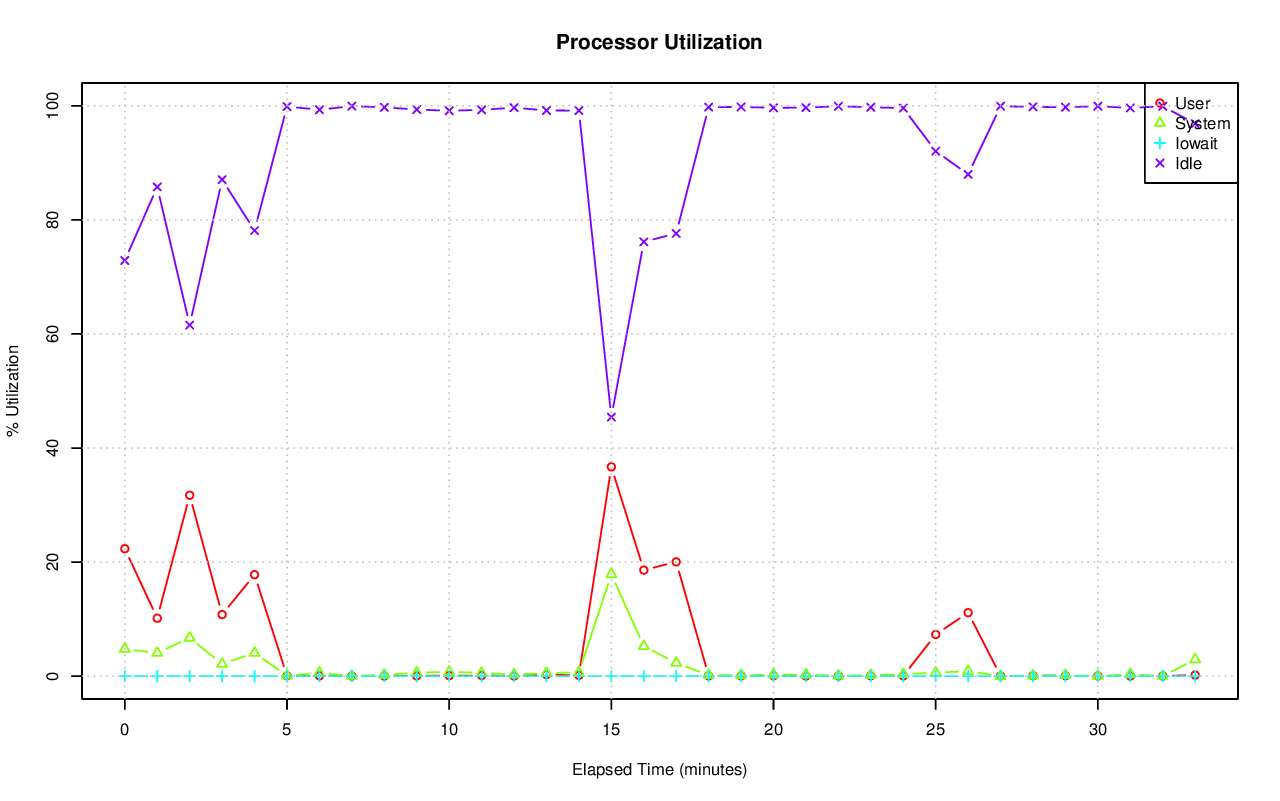 Processor Utilization
100
80
60
40
20
0
% Utilization
User
System
Iowait
Idle
0 5 10 15 20 25 30
Elapsed Time (minutes)